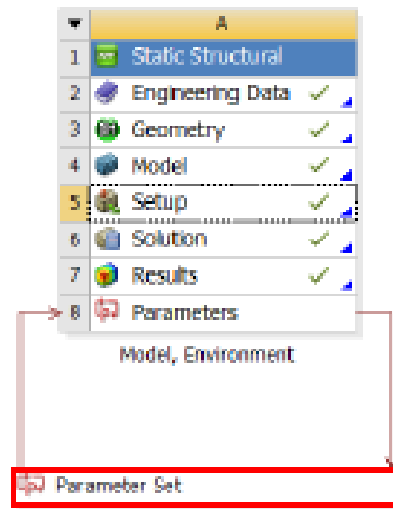 A
1 Static Structural
2 Engineering Data
3 Geometry
4 Model
5 Setup
6 Solution
7 Results
8 Parameters
Model, Environment
Parameter Set